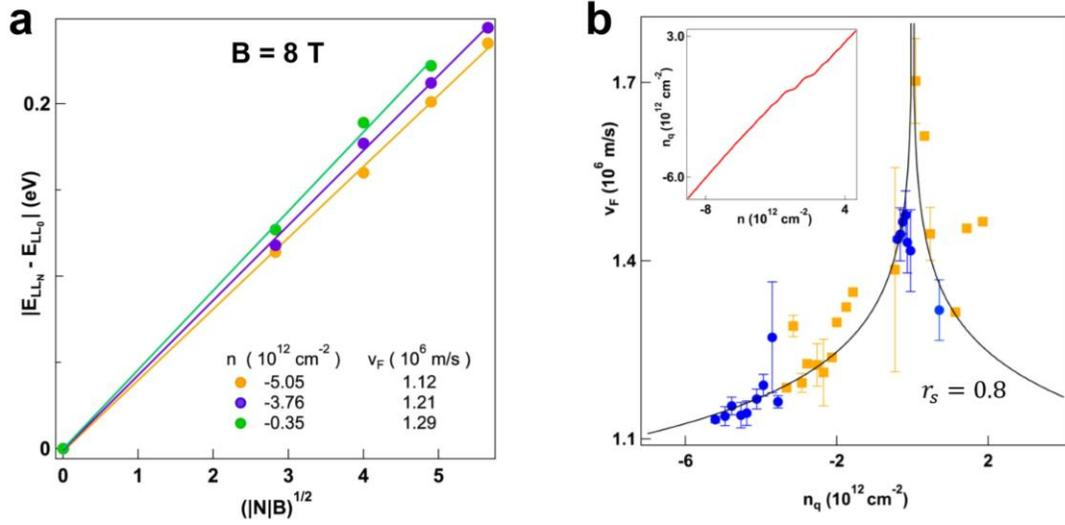 a
B = 8 T
0.2
0
|E_LL_N - E_LL_0| (eV)
n (10^12 cm^-2) v_F (10^6 m/s)
-5.05 1.12
-3.76 1.21
-0.35 1.29
0 1 2 3 4 5
(|N|B)^1/2
b
1.7
1.4
1.1
v_F (10^6 m/s)
3.0
-6.0
n_q (10^12 cm^-2)
-8 4
n (10^12 cm^-2)
r_s = 0.8
-6 -2 2
n_q (10^12 cm^-2)